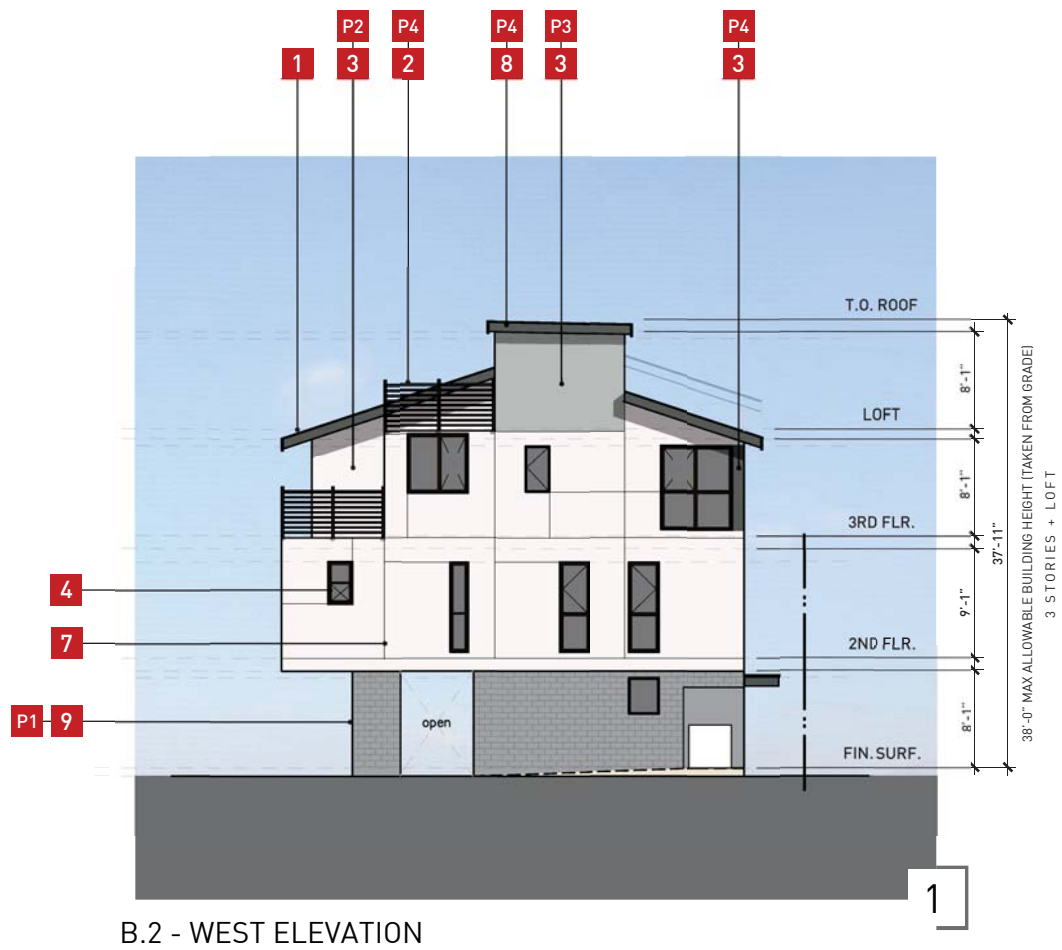 P2 P4 P4 P3 P4
1 3 2 8 3 3
T.O. ROOF
8'-1"
LOFT
8'-1"
3RD FLR.
9'-1"
2ND FLR.
8'-1"
FIN. SURF.
37'-11"
38'-0" MAX ALLOWABLE BUILDING HEIGHT (TAKEN FROM GRADE)
3 STORIES + LOFT
4
7
P1 9
open
1
B.2 - WEST ELEVATION